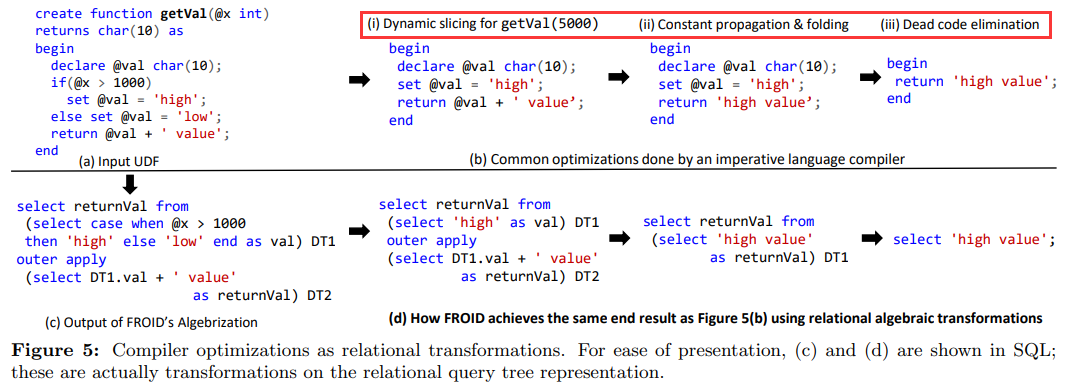 create function getVal(@x int)
returns char(10) as
begin
declare @val char(10);
if(@x > 1000)
set @val = 'high';
else set @val = 'low';
return @val + ' value';
end
(a) Input UDF
(i) Dynamic slicing for getVal(5000)
begin
declare @val char(10);
set @val = 'high';
return @val + ' value’;
end
(ii) Constant propagation & folding
begin
declare @val char(10);
set @val = 'high';
return 'high value’;
end
(iii) Dead code elimination
begin
return 'high value';
end
(b) Common optimizations done by an imperative language compiler
select returnVal from
(select case when @x > 1000
then 'high' else 'low' end as val) DT1
outer apply
(select DT1.val + ' value'
as returnVal) DT2
(c) Output of FROID’s Algebrization
select returnVal from
(select 'high' as val) DT1
outer apply
(select DT1.val + ' value'
as returnVal) DT2
select returnVal from
(select 'high value'
as returnVal) DT1
select 'high value';
(d) How FROID achieves the same end result as Figure 5(b) using relational algebraic transformations
Figure 5: Compiler optimizations as relational transformations. For ease of presentation, (c) and (d) are shown in SQL;
these are actually transformations on the relational query tree representation.